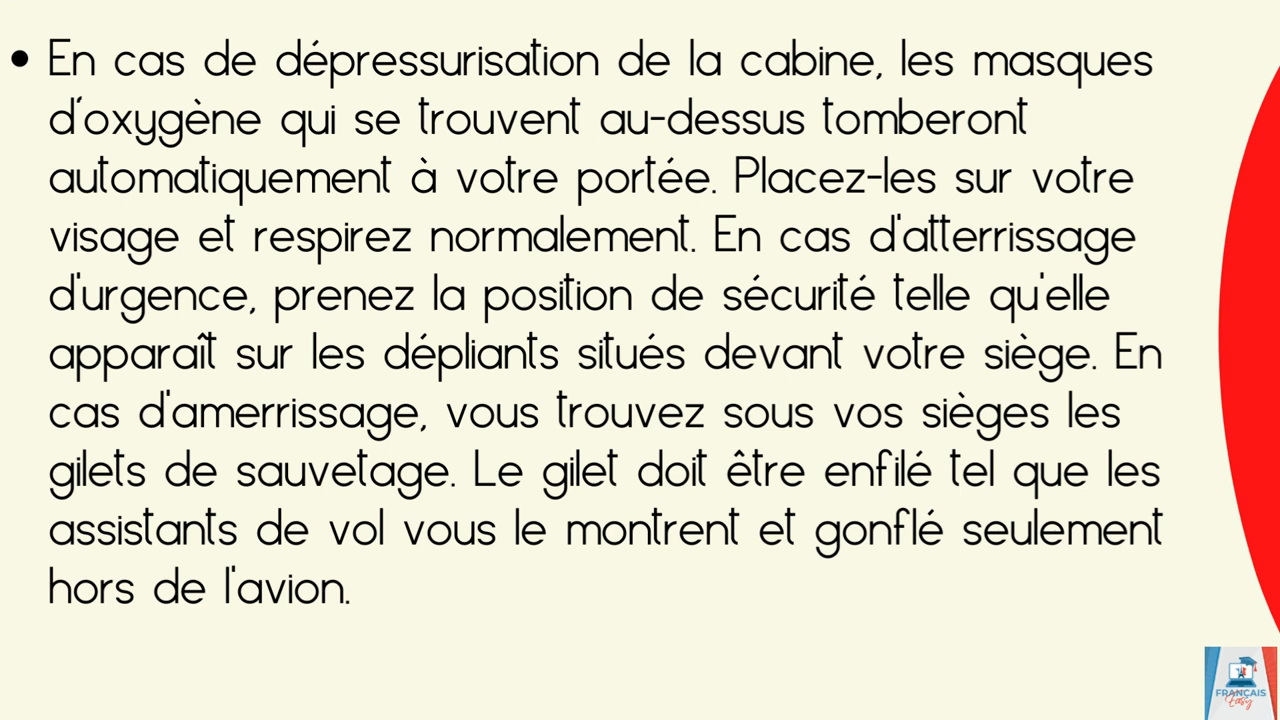 • En cas de dépressurisation de la cabine, les masques
d'oxygène qui se trouvent au-dessus tomberont
automatiquement à votre portée. Placez-les sur votre
visage et respirez normalement. En cas d'atterrissage
d'urgence, prenez la position de sécurité telle qu'elle
apparaît sur les dépliants situés devant votre siège. En
cas d'amerrissage, vous trouvez sous vos sièges les
gilets de sauvetage. Le gilet doit être enfilé tel que les
assistants de vol vous le montrent et gonflé seulement
hors de l'avion.
FRANÇAIS
Easy